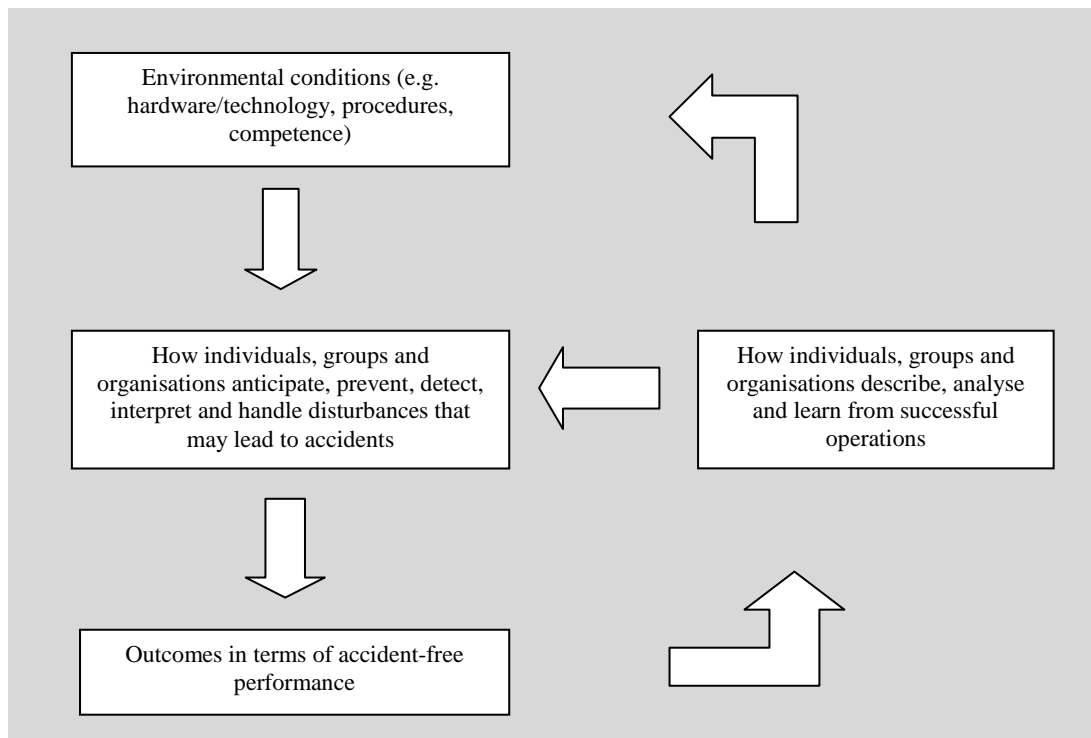 Environmental conditions (e.g.
hardware/technology, procedures,
competence)
How individuals, groups and
organisations anticipate, prevent, detect,
interpret and handle disturbances that
may lead to accidents
How individuals, groups and
organisations describe, analyse
and learn from successful
operations
Outcomes in terms of accident-free
performance